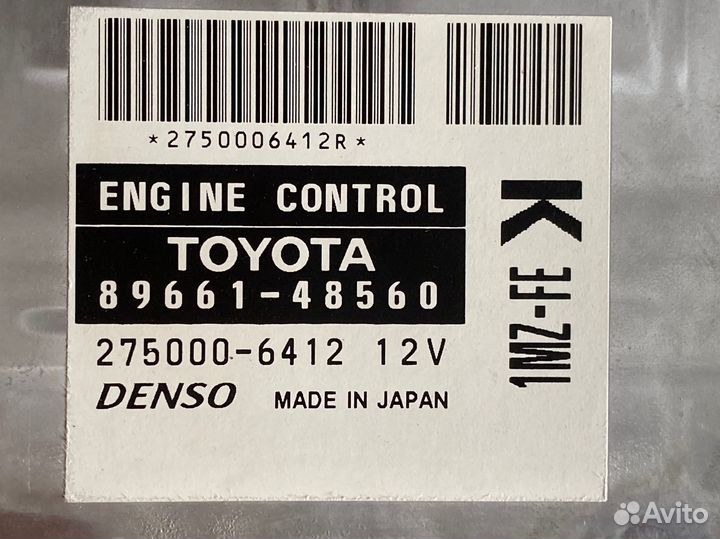 *2750006412R*
ENGINE CONTROL
TOYOTA
89661-48560
275000-6412 12V
DENSO MADE IN JAPAN
K
1MZ-FE
Avito